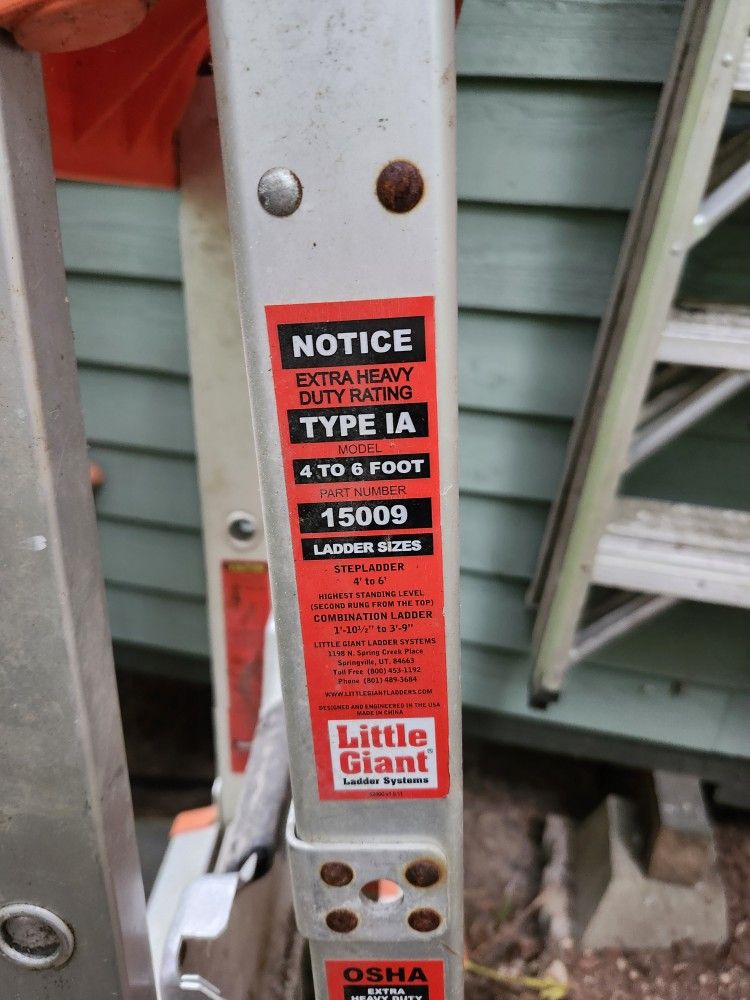 NOTICE
EXTRA HEAVY
DUTY RATING
TYPE IA
MODEL
4 TO 6 FOOT
PART NUMBER
15009
LADDER SIZES
STEPLADDER
4' to 6'
HIGHEST STANDING LEVEL
(SECOND RUNG FROM THE TOP)
COMBINATION LADDER
1'-10½" to 3'-9"
LITTLE GIANT LADDER SYSTEMS
1198 N. Spring Creek Place
Springville, UT. 84663
Toll Free (800) 453-1192
Phone (801) 489-3684
WWW.LITTLEGIANTLADDERS.COM
DESIGNED AND ENGINEERED IN THE USA
MADE IN CHINA
Little
Giant®
Ladder Systems
OSHA
EXTRA
HEAVY DUTY